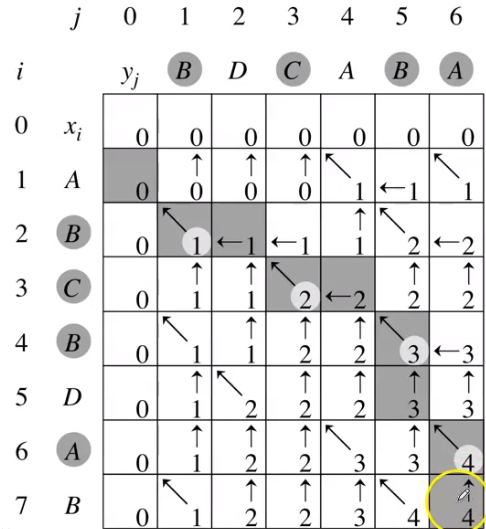 j 0 1 2 3 4 5 6
i y_j B D C A B A
0 x_i 0 0 0 0 0 0 0
1 A 0 ↑0 ↑0 ↑0 ↖1 ←1 ↖1
2 B 0 ↖1 ←1 ←1 ↑1 ↖2 ←2
3 C 0 ↑1 ↑1 ↖2 ←2 ↑2 ↑2
4 B 0 ↖1 ↑1 ↑2 ↑2 ↖3 ←3
5 D 0 ↑1 ↖2 ↑2 ↑2 ↑3 ↑3
6 A 0 ↑1 ↑2 ↑2 ↖3 ↑3 ↖4
7 B 0 ↖1 ↑2 ↑2 ↑3 ↖4 ↑4